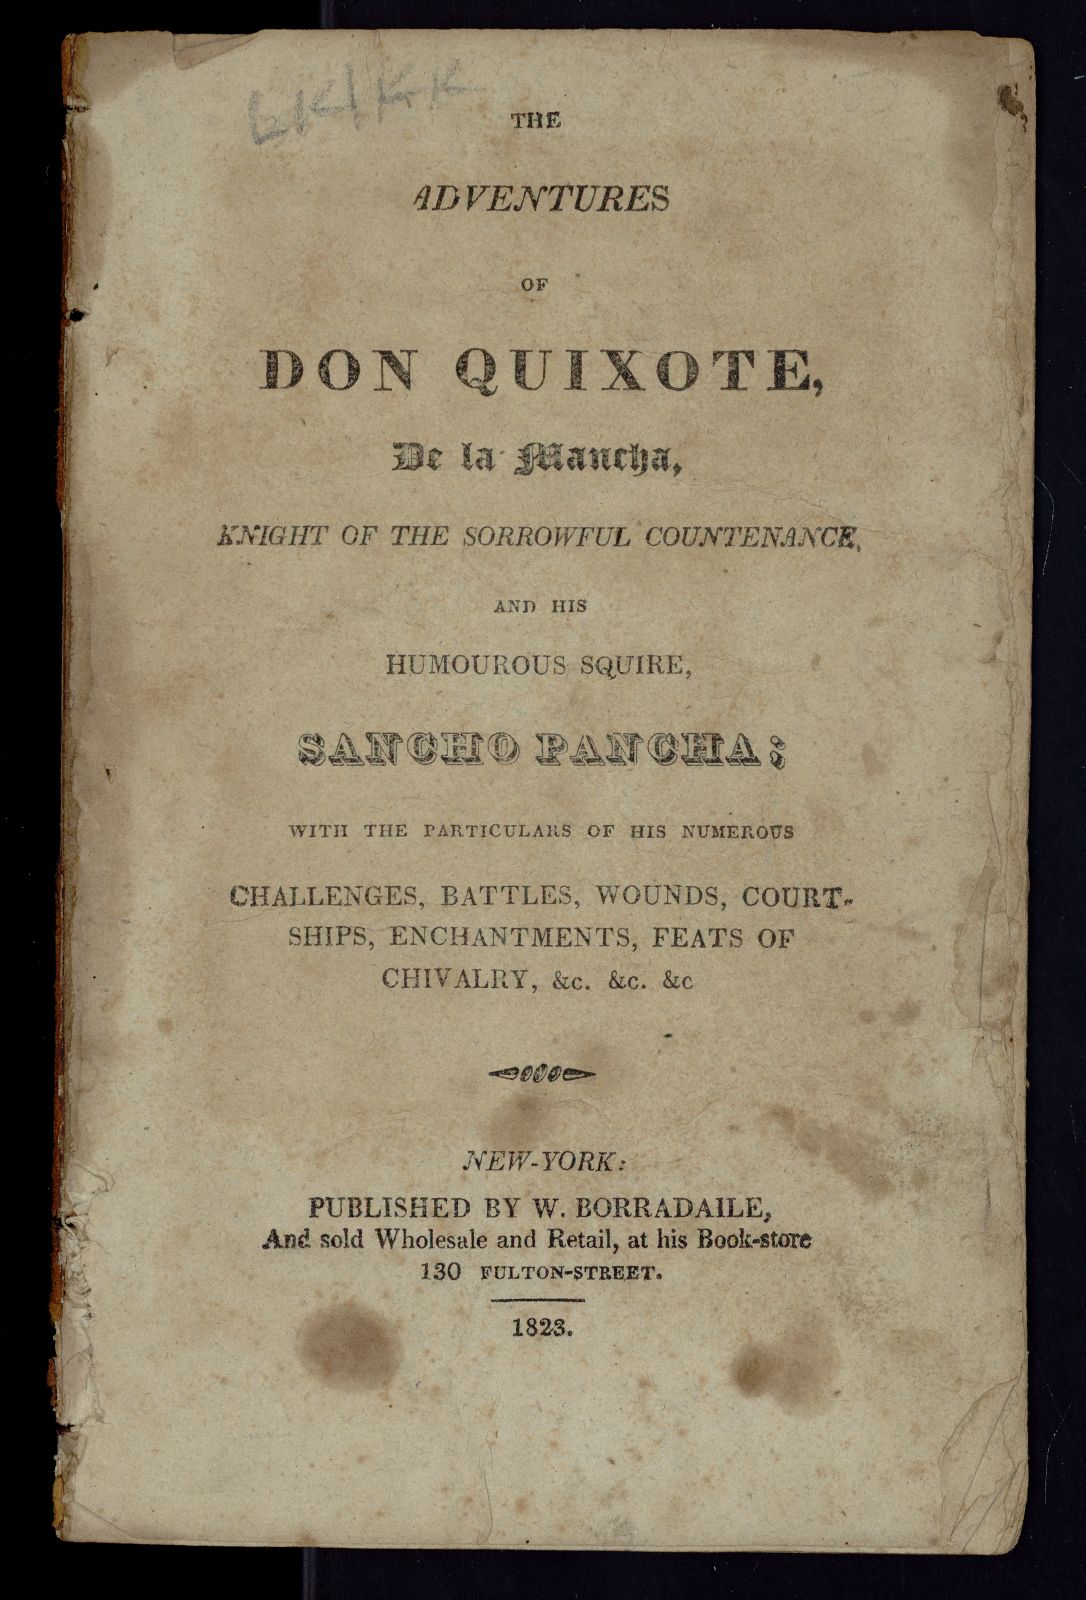 THE
ADVENTURES
OF
DON QUIXOTE,
De la Mancha,
KNIGHT OF THE SORROWFUL COUNTENANCE,
AND HIS
HUMOUROUS SQUIRE,
SANCHO PANCHA;
WITH THE PARTICULARS OF HIS NUMEROUS
CHALLENGES, BATTLES, WOUNDS, COURT-
SHIPS, ENCHANTMENTS, FEATS OF
CHIVALRY, &c. &c. &c
NEW-YORK:
PUBLISHED BY W. BORRADAILE,
And sold Wholesale and Retail, at his Book-store
130 FULTON-STREET.
1823.